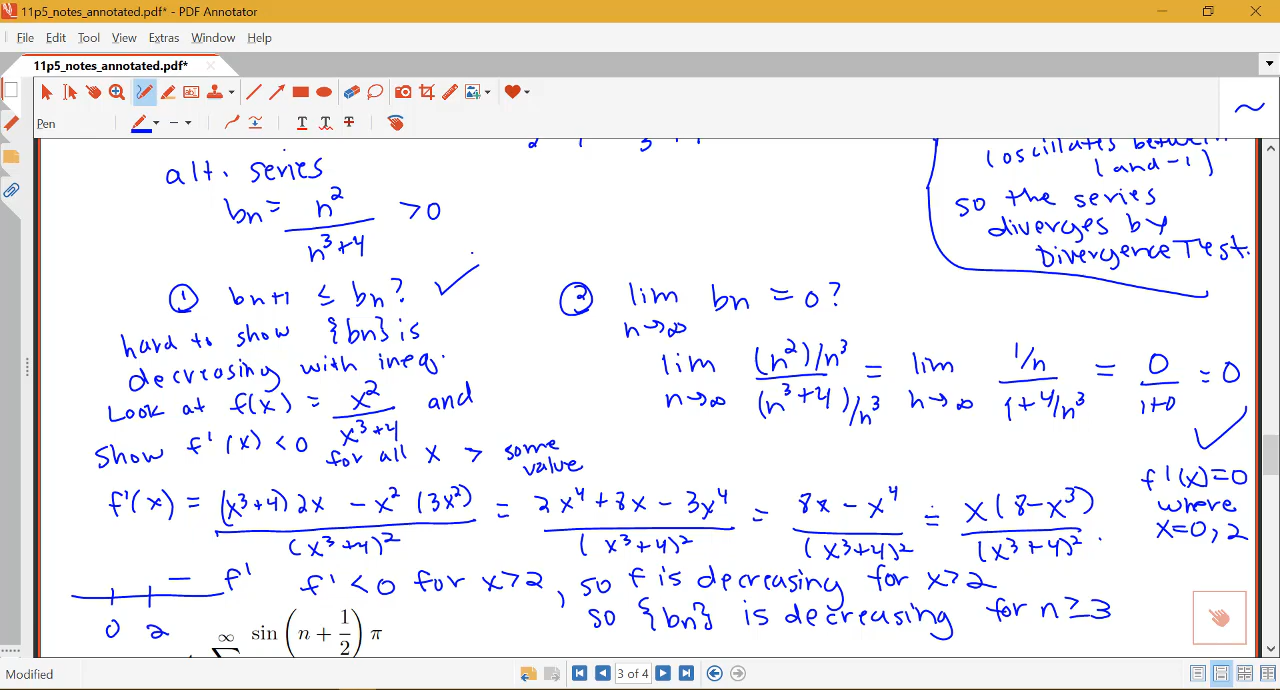 11p5_notes_annotated.pdf* - PDF Annotator
File Edit Tool View Extras Window Help
11p5_notes_annotated.pdf*
Pen
(oscillates between
1 and -1)
so the series
diverges by
Divergence Test.
alt. series
bn = n^2 / (n^3+4) > 0
① bn+1 ≤ bn? ✓
hard to show {bn} is
decreasing with ineq.
Look at f(x) = x^2 / (x^3+4) and
show f'(x) < 0 for all x > some value
② lim n→∞ bn = 0?
lim n→∞ (n^2)/n^3 / (n^3+4)/n^3 = lim n→∞ 1/n / (1+4/n^3) = 0 / (1+0) = 0 ✓
f'(x) = ((x^3+4) 2x - x^2 (3x^2)) / (x^3+4)^2 = (2x^4 + 8x - 3x^4) / (x^3+4)^2 = (8x - x^4) / (x^3+4)^2 = x(8-x^3) / (x^3+4)^2.
f'(x)=0
where
x=0,2
— f'
0 2
f' < 0 for x>2, so f is decreasing for x>2
so {bn} is decreasing for n≥3
∞ ∑ sin (n + 1/2) π
3 of 4
Modified